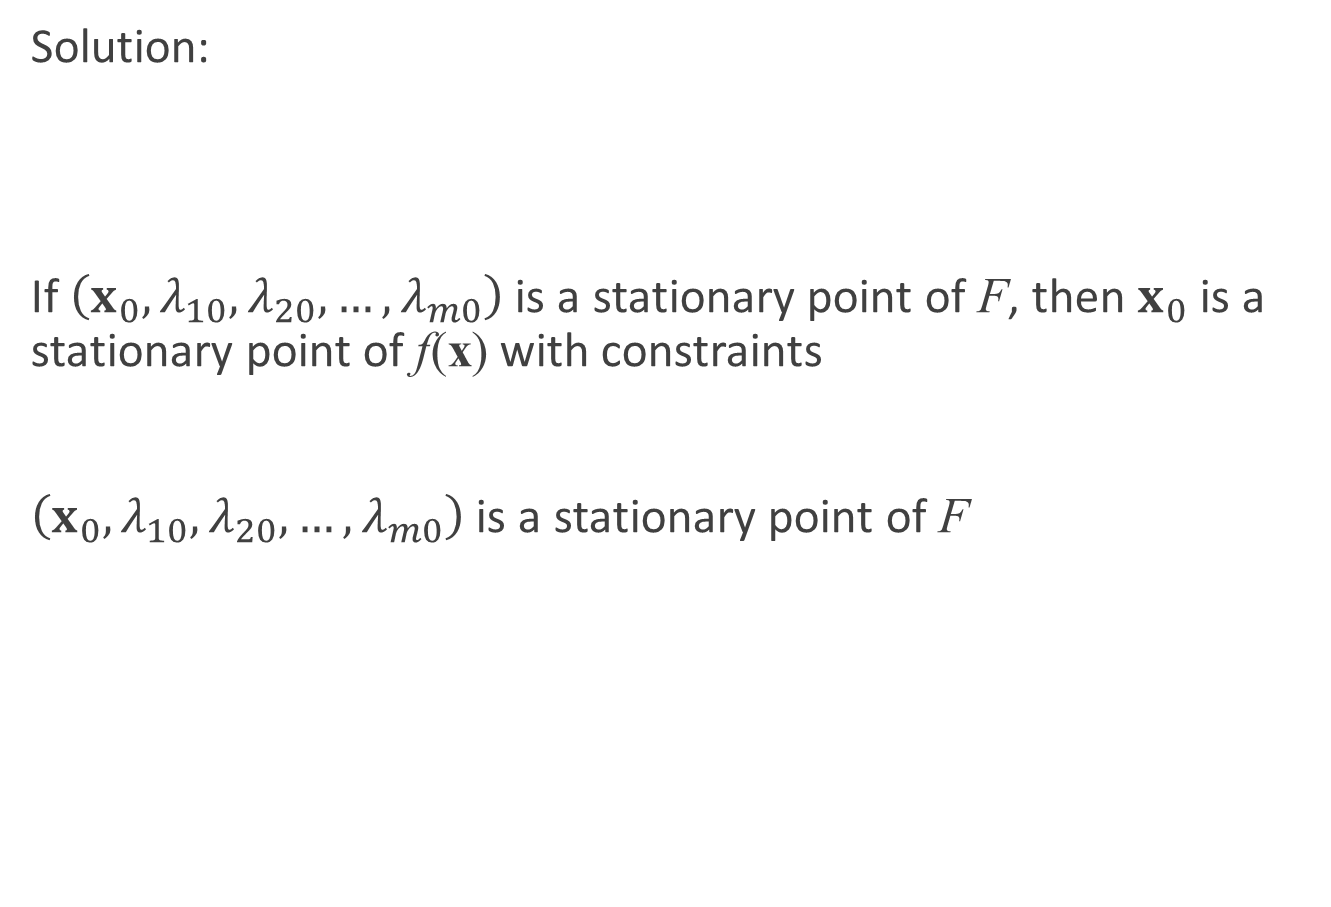 Solution:
If (𝐱₀, λ₁₀, λ₂₀, … , λₘ₀) is a stationary point of F, then 𝐱₀ is a
stationary point of f(𝐱) with constraints
(𝐱₀, λ₁₀, λ₂₀, … , λₘ₀) is a stationary point of F